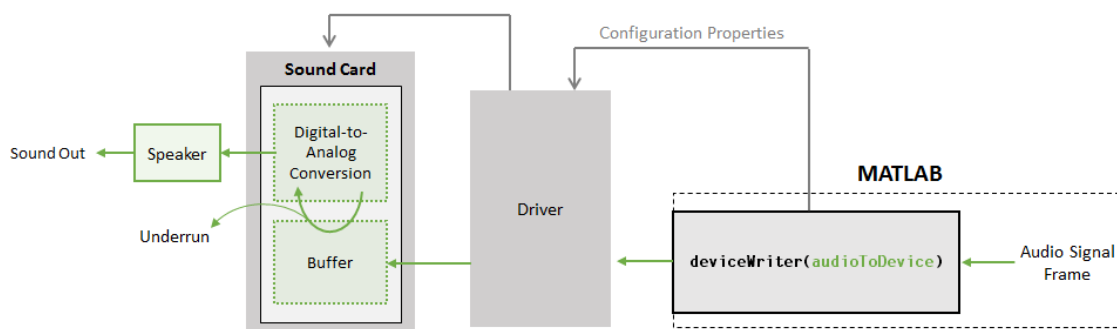 Configuration Properties
Sound Card
Digital-to-
Analog
Conversion
Sound Out
Speaker
MATLAB
Driver
Underrun
Buffer
deviceWriter(audioToDevice)
Audio Signal
Frame